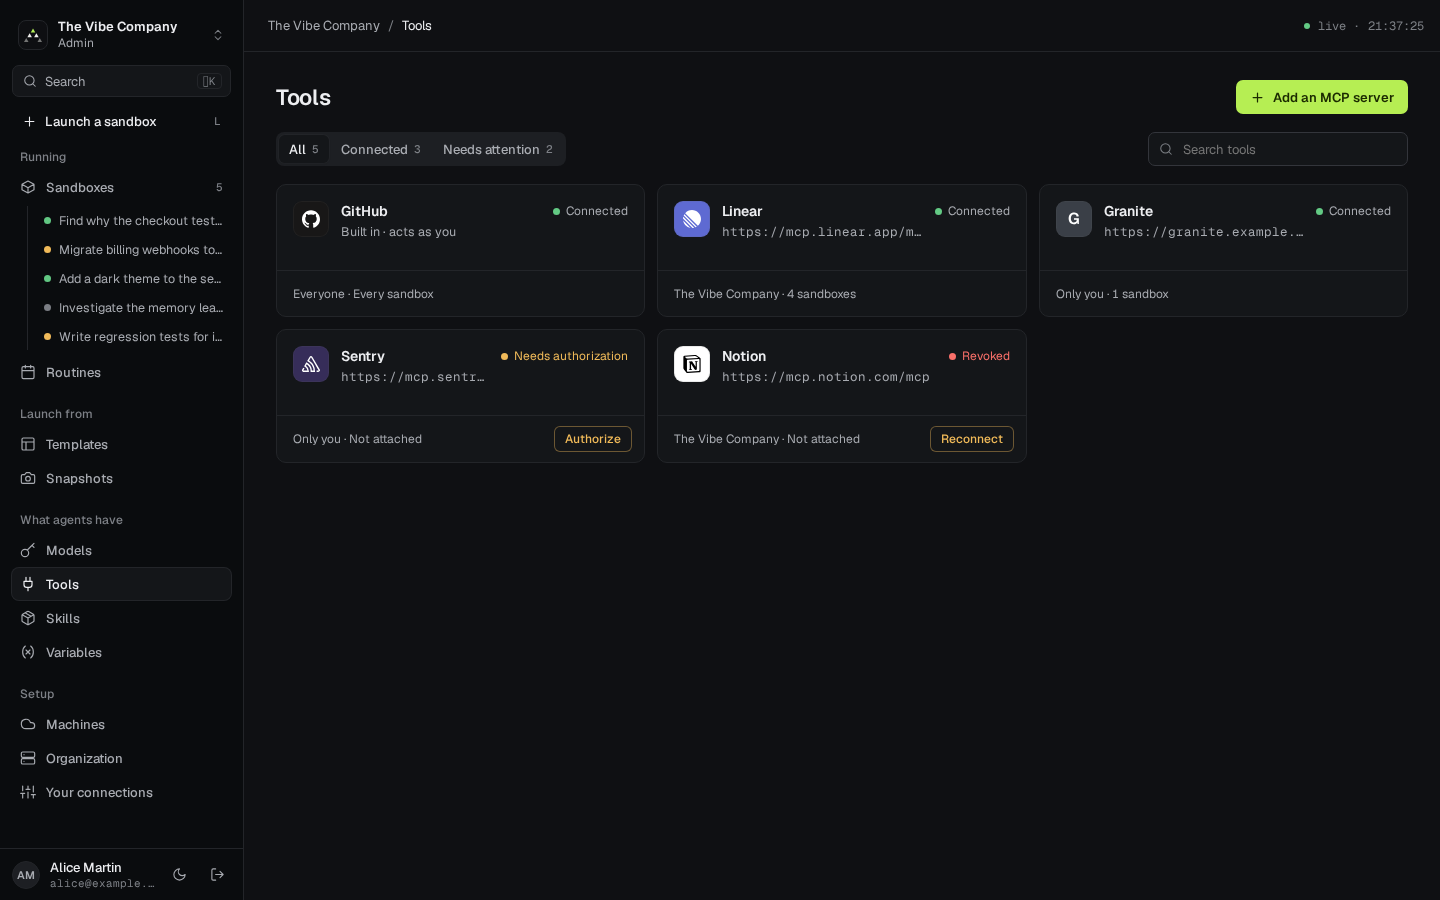 The Vibe Company
Admin
Search
K
Launch a sandbox
L
Running
Sandboxes 5
Find why the checkout test…
Migrate billing webhooks to…
Add a dark theme to the se…
Investigate the memory lea…
Write regression tests for i…
Routines
Launch from
Templates
Snapshots
What agents have
Models
Tools
Skills
Variables
Setup
Machines
Organization
Your connections
AM
Alice Martin
alice@example.…
The Vibe Company / Tools
live · 21:37:25
Tools
Add an MCP server
All 5
Connected 3
Needs attention 2
Search tools
GitHub
Connected
Built in · acts as you
Everyone · Every sandbox
Linear
Connected
https://mcp.linear.app/m…
The Vibe Company · 4 sandboxes
G
Granite
Connected
https://granite.example.…
Only you · 1 sandbox
Sentry
Needs authorization
https://mcp.sentr…
Only you · Not attached
Authorize
Notion
Revoked
https://mcp.notion.com/mcp
The Vibe Company · Not attached
Reconnect